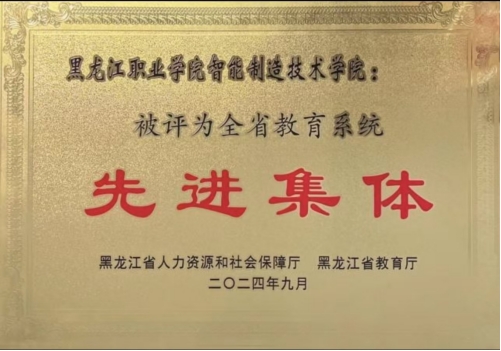 黑龙江职业学院智能制造技术学院：
被评为全省教育系统
先进集体
黑龙江省人力资源和社会保障厅 黑龙江省教育厅
二〇二四年九月